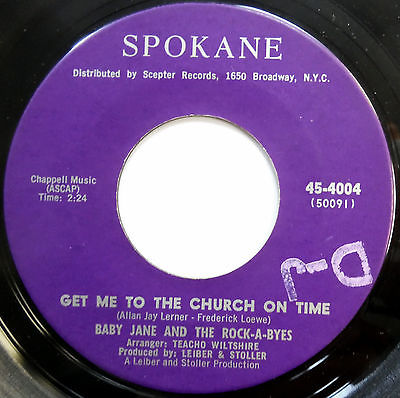 SPOKANE
Distributed by Scepter Records, 1650 Broadway, N.Y.C.
Chappell Music
(ASCAP)
Time: 2:24
45-4004
(50091)
D-J
GET ME TO THE CHURCH ON TIME
(Allan Jay Lerner - Frederick Loewe)
BABY JANE AND THE ROCK-A-BYES
Arranger: TEACHO WILTSHIRE
Produced by: LEIBER & STOLLER
A Leiber and Stoller Production